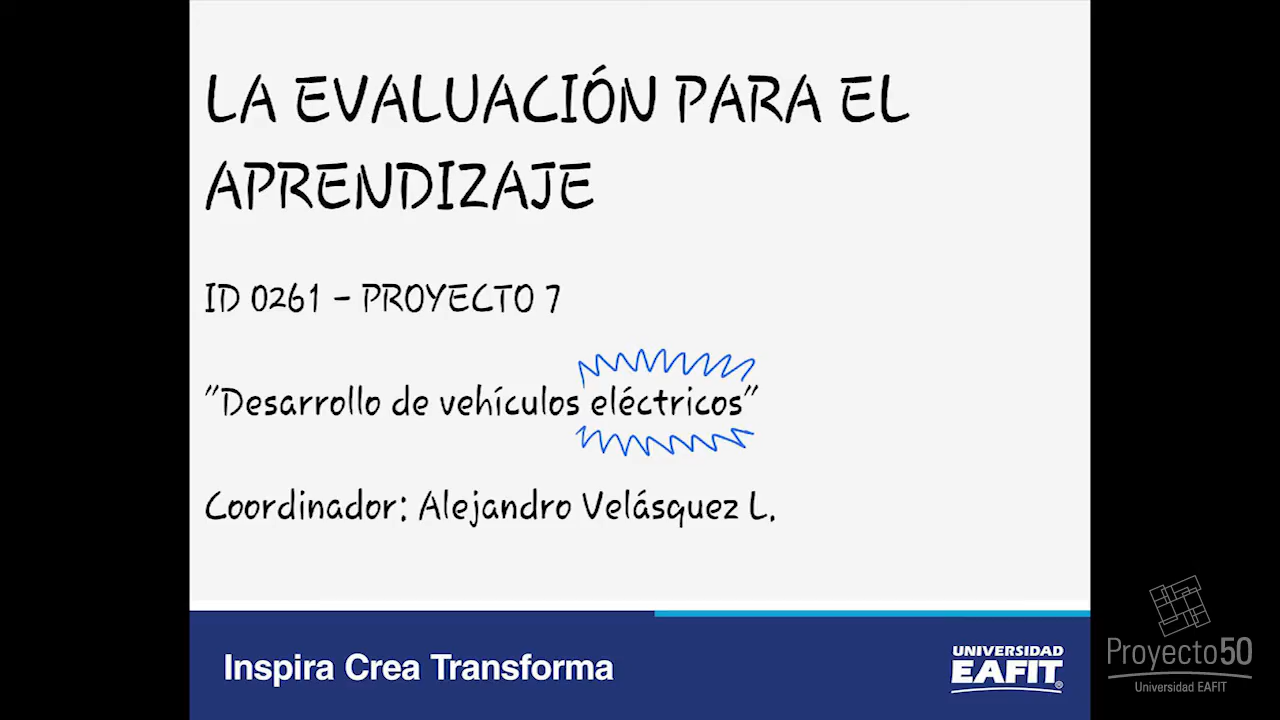 LA EVALUACIÓN PARA EL
APRENDIZAJE
ID 0261 - PROYECTO 7
"Desarrollo de vehículos eléctricos"
Coordinador: Alejandro Velásquez L.
Inspira Crea Transforma
UNIVERSIDAD
EAFIT®
Proyecto50
Universidad EAFIT